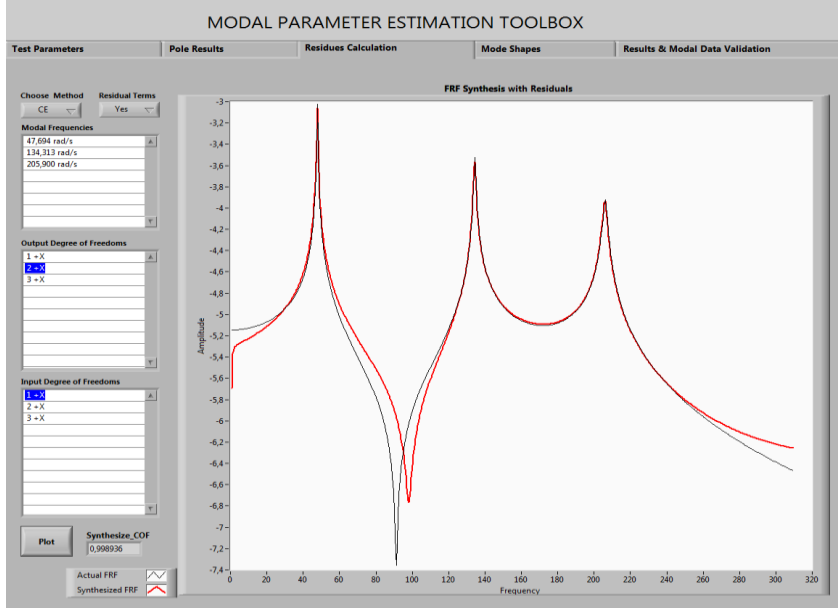 MODAL PARAMETER ESTIMATION TOOLBOX
Test Parameters
Pole Results
Residues Calculation
Mode Shapes
Results & Modal Data Validation
Choose Method
Residual Terms
CE
Yes
Modal Frequencies
47,694 rad/s
134,313 rad/s
205,900 rad/s
Output Degree of Freedoms
1 +X
2 +X
3 +X
Input Degree of Freedoms
1 +X
2 +X
3 +X
Plot
Synthesize_COF
0,998936
Actual FRF
Synthesized FRF
FRF Synthesis with Residuals
Amplitude
-3
-3,2
-3,4
-3,6
-3,8
-4
-4,2
-4,4
-4,6
-4,8
-5
-5,2
-5,4
-5,6
-5,8
-6
-6,2
-6,4
-6,6
-6,8
-7
-7,2
-7,4
0 20 40 60 80 100 120 140 160 180 200 220 240 260 280 300 320
Frequency